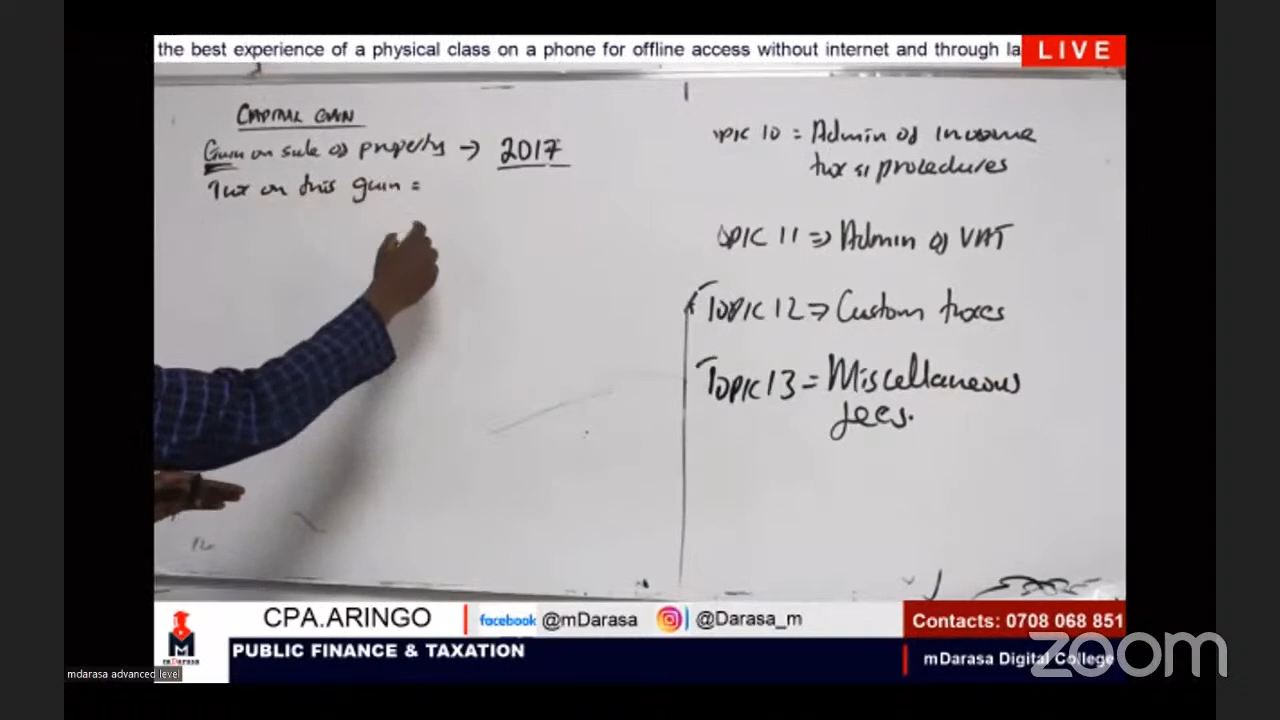 the best experience of a physical class on a phone for offline access without internet and through la
LIVE
CAPITAL GAIN
Gain on sale of property → 2017
Tax on this gain =
OPIC 10 = Admin of income
tax & procedures
OPIC 11 => Admin of VAT
TOPIC 12 => Custom taxes
TOPIC 13 = Miscellaneous
fees.
CPA.ARINGO
facebook @mDarasa
@Darasa_m
Contacts: 0708 068 851
mDarasa
PUBLIC FINANCE & TAXATION
mDarasa Digital College
zoom
mdarasa advanced level